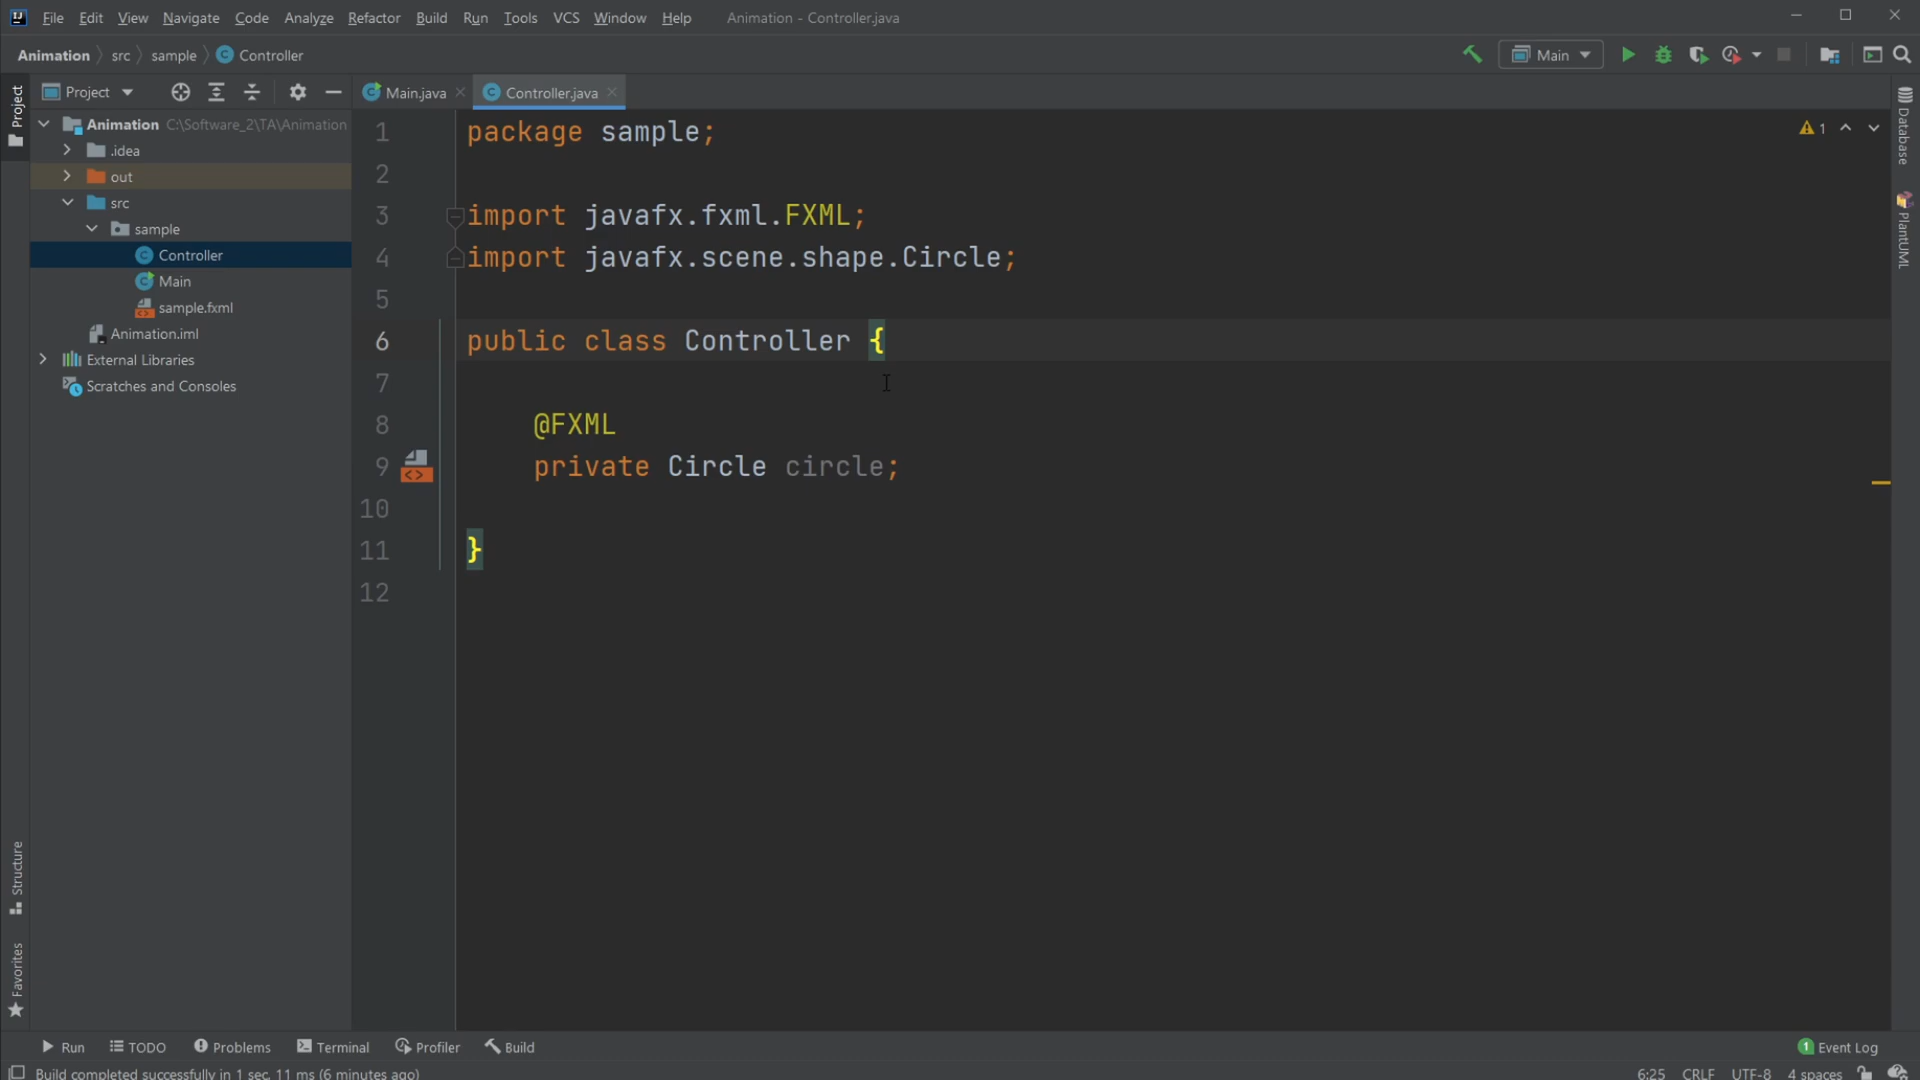 File Edit View Navigate Code Analyze Refactor Build Run Tools VCS Window Help Animation - Controller.java
Animation src sample Controller Main
Project Main.java Controller.java
Animation C:\Software_2\TA\Animation
.idea
out
src
sample
Controller
Main
sample.fxml
Animation.iml
External Libraries
Scratches and Consoles
1 package sample;
2
3 import javafx.fxml.FXML;
4 import javafx.scene.shape.Circle;
5
6 public class Controller {
7
8 @FXML
9 private Circle circle;
10
11 }
12
1
Project
Structure
Favorites
Database
PlantUML
Run TODO Problems Terminal Profiler Build 1 Event Log
Build completed successfully in 1 sec, 11 ms (6 minutes ago) 6:25 CRLF UTF-8 4 spaces